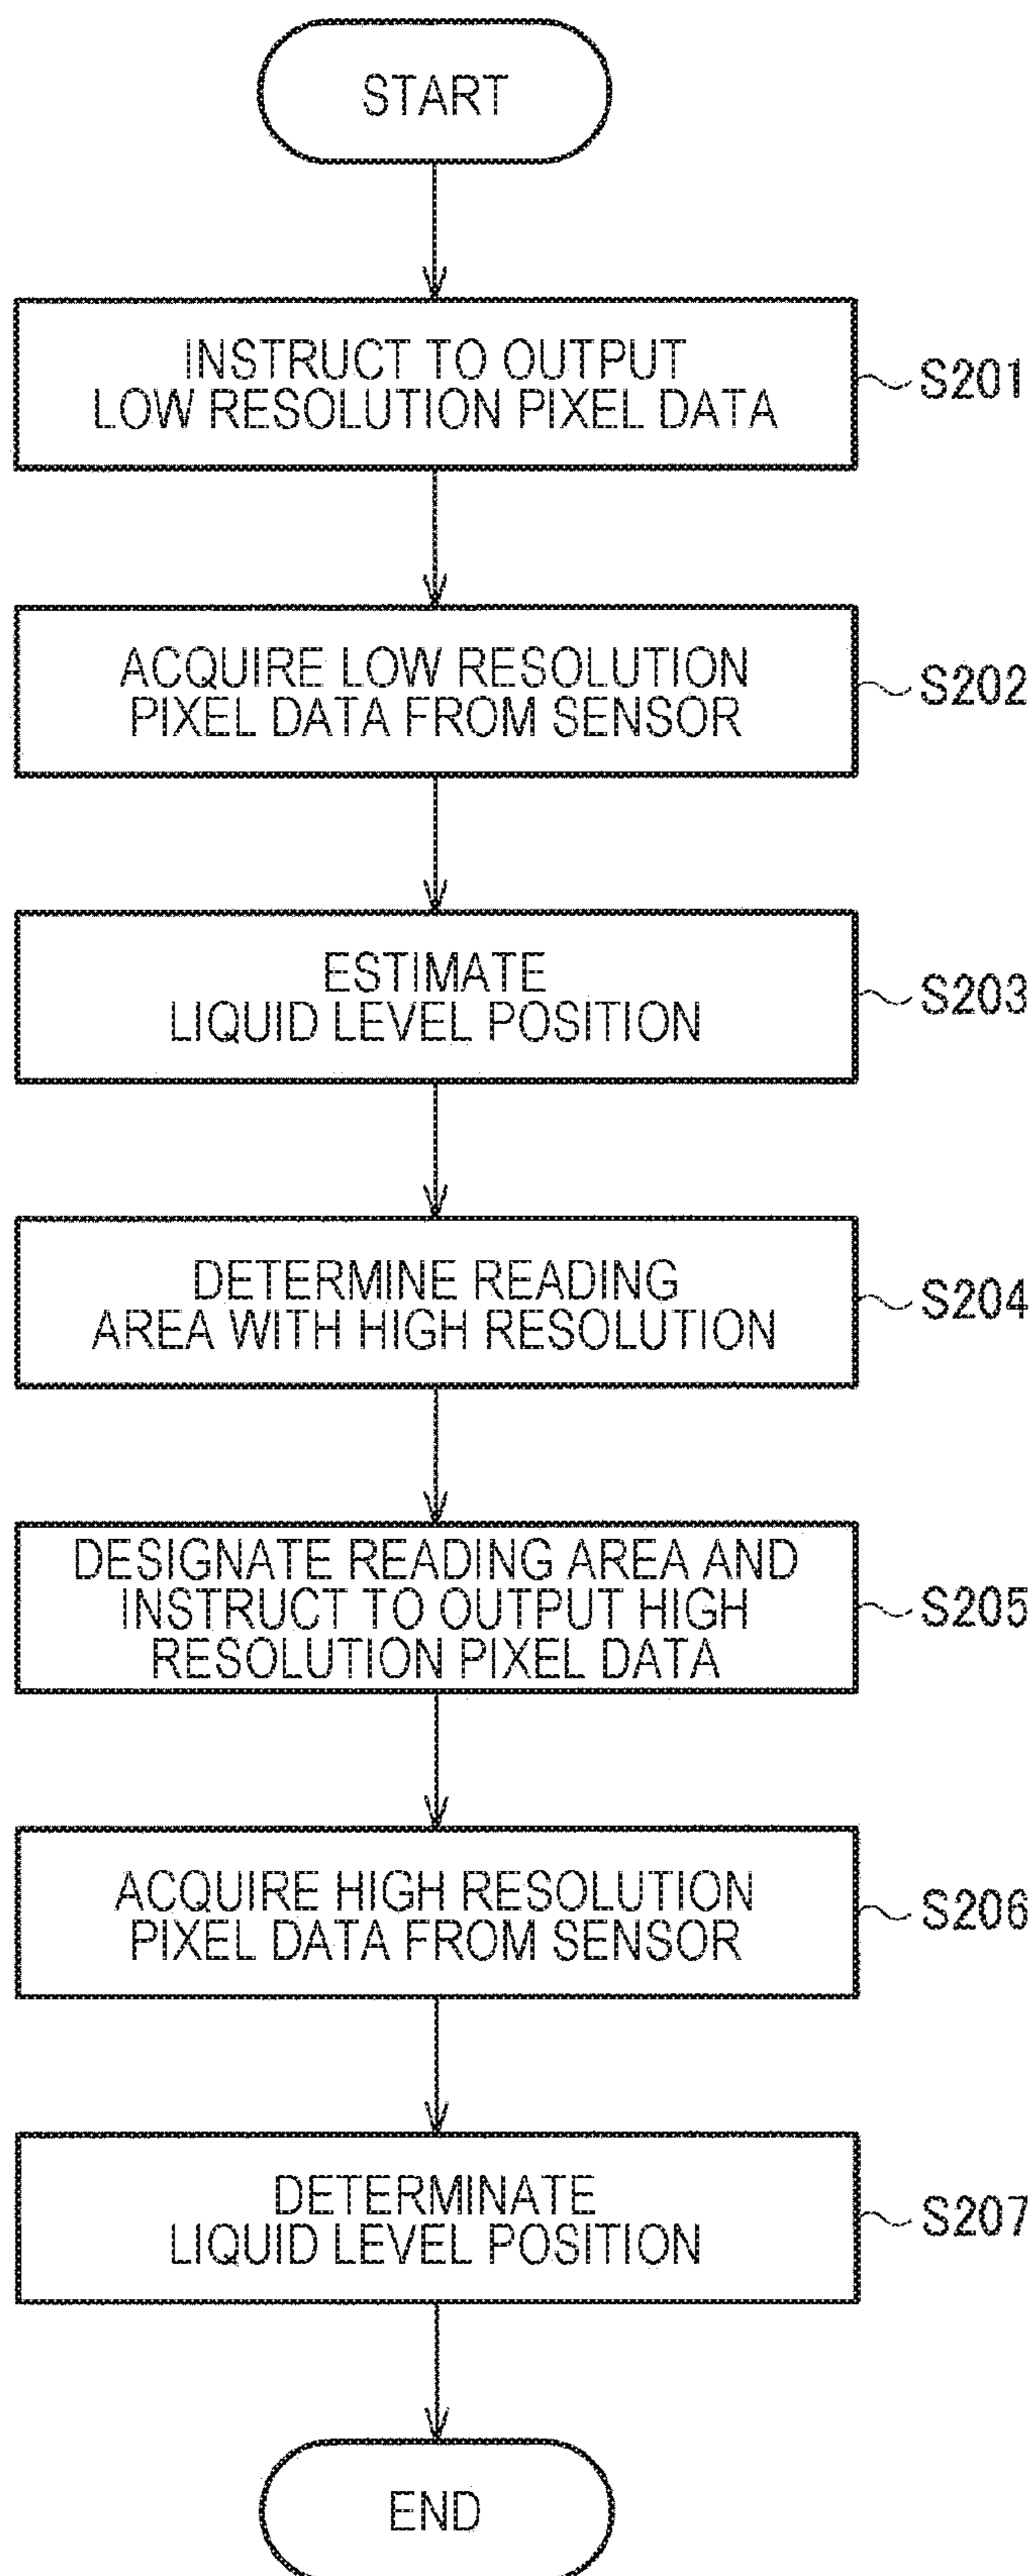 START
INSTRUCT TO OUTPUT
LOW RESOLUTION PIXEL DATA
S201
ACQUIRE LOW RESOLUTION
PIXEL DATA FROM SENSOR
S202
ESTIMATE
LIQUID LEVEL POSITION
S203
DETERMINE READING
AREA WITH HIGH RESOLUTION
S204
DESIGNATE READING AREA AND
INSTRUCT TO OUTPUT HIGH
RESOLUTION PIXEL DATA
S205
ACQUIRE HIGH RESOLUTION
PIXEL DATA FROM SENSOR
S206
DETERMINATE
LIQUID LEVEL POSITION
S207
END